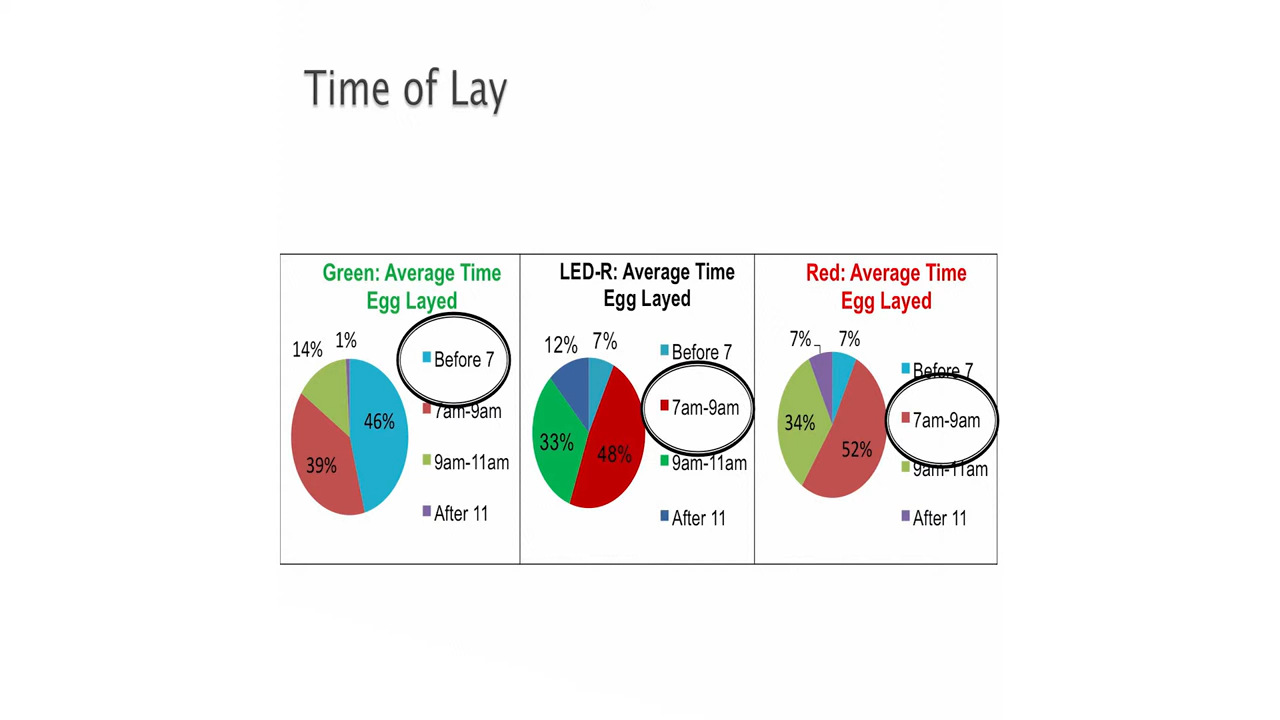 Time of Lay
Green: Average Time
Egg Layed
14%
1%
46%
39%
Before 7
7am-9am
9am-11am
After 11
LED-R: Average Time
Egg Layed
12%
7%
33%
48%
Before 7
7am-9am
9am-11am
After 11
Red: Average Time
Egg Layed
7%
7%
34%
52%
Before 7
7am-9am
9am-11am
After 11